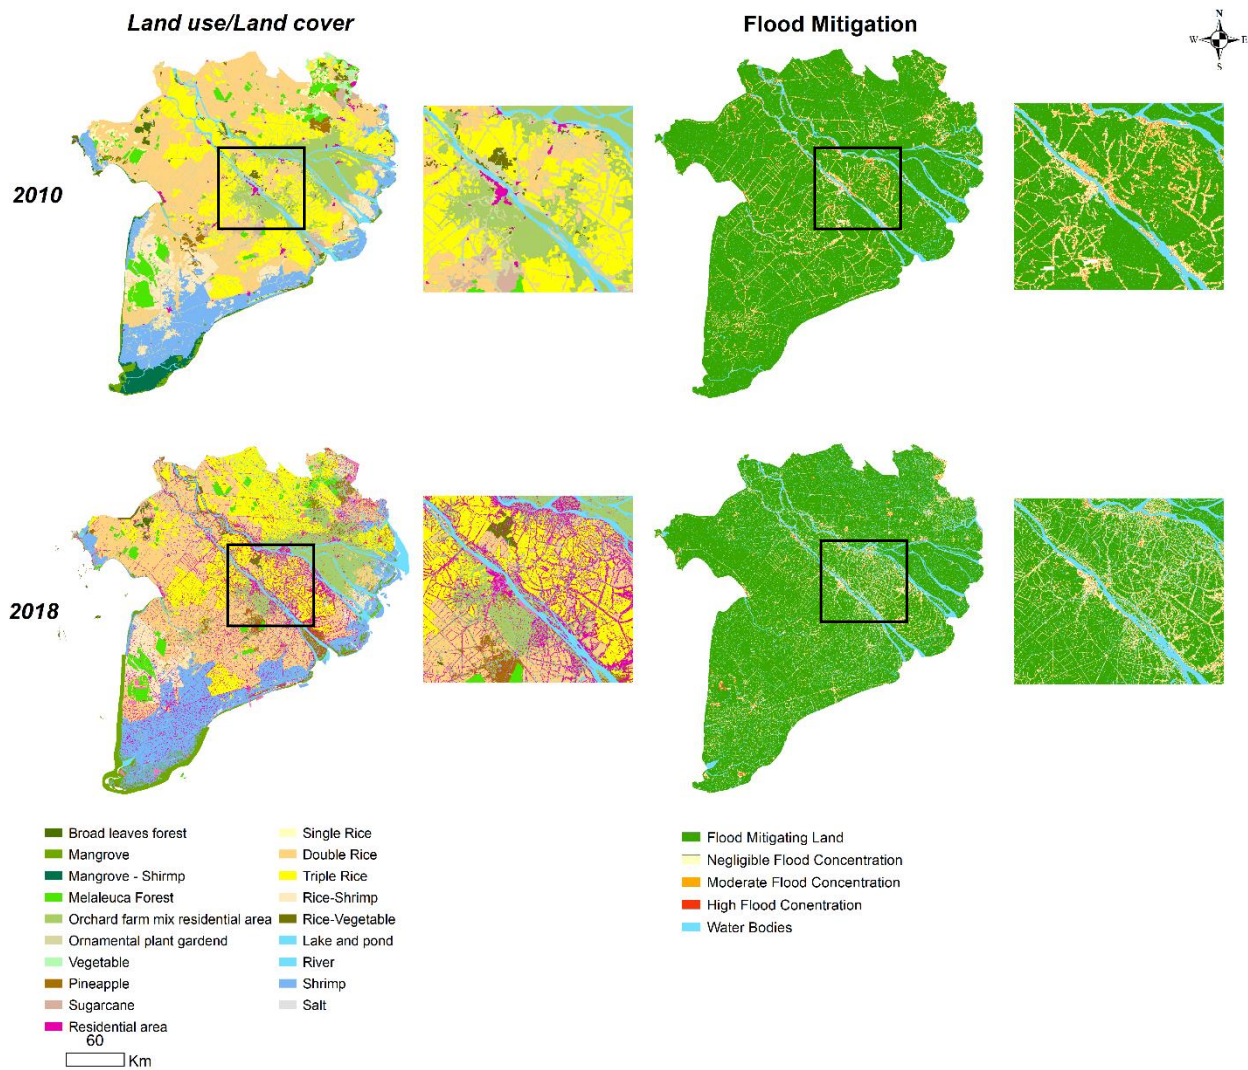 Land use/Land cover
Flood Mitigation
N
W
E
S
2010
2018
Broad leaves forest
Mangrove
Mangrove - Shirmp
Melaleuca Forest
Orchard farm mix residential area
Ornamental plant gardend
Vegetable
Pineapple
Sugarcane
Residential area
Single Rice
Double Rice
Triple Rice
Rice-Shrimp
Rice-Vegetable
Lake and pond
River
Shrimp
Salt
Flood Mitigating Land
Negligible Flood Concentration
Moderate Flood Concentration
High Flood Conentration
Water Bodies
60
Km